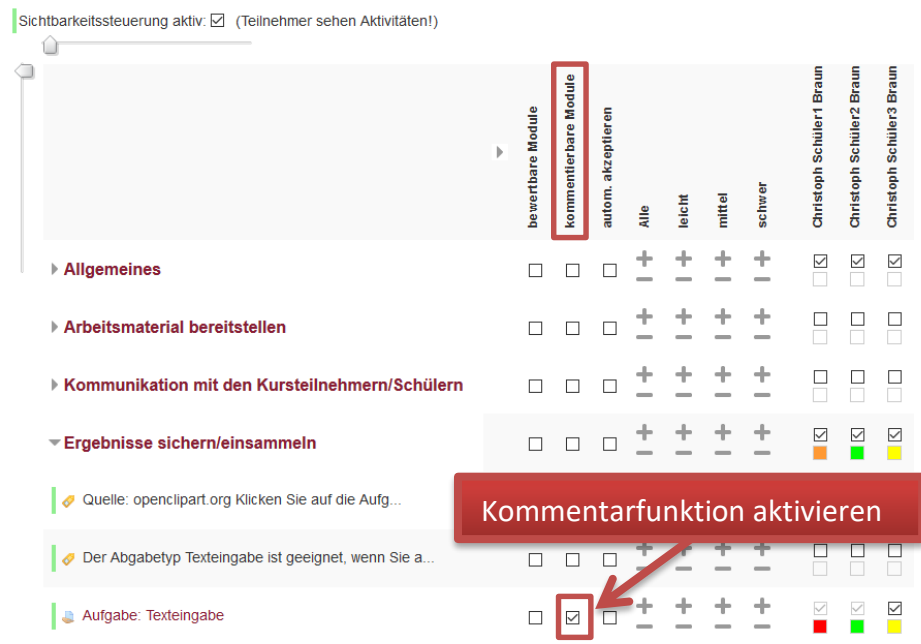 Sichtbarkeitssteuerung aktiv: (Teilnehmer sehen Aktivitäten!)
bewertbare Module
kommentierbare Module
autom. akzeptieren
Alle
leicht
mittel
schwer
Christoph Schüler1 Braun
Christoph Schüler2 Braun
Christoph Schüler3 Braun
Allgemeines
Arbeitsmaterial bereitstellen
Kommunikation mit den Kursteilnehmern/Schülern
Ergebnisse sichern/einsammeln
Quelle: openclipart.org Klicken Sie auf die Aufg...
Kommentarfunktion aktivieren
Der Abgabetyp Texteingabe ist geeignet, wenn Sie a...
Aufgabe: Texteingabe